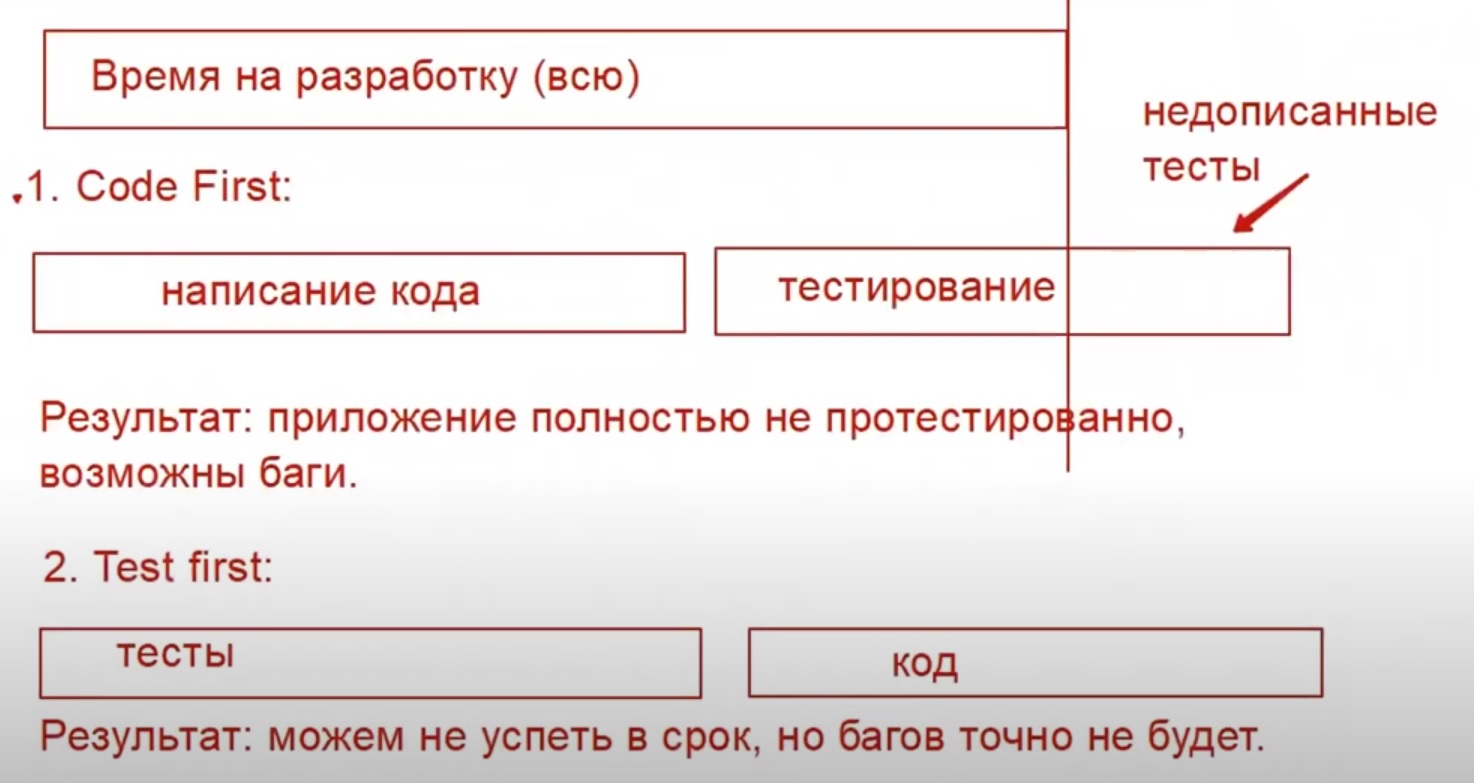 Время на разработку (всю)
недописанные
тесты
1. Code First:
написание кода
тестирование
Результат: приложение полностью не протестированно,
возможны баги.
2. Test first:
тесты
код
Результат: можем не успеть в срок, но багов точно не будет.